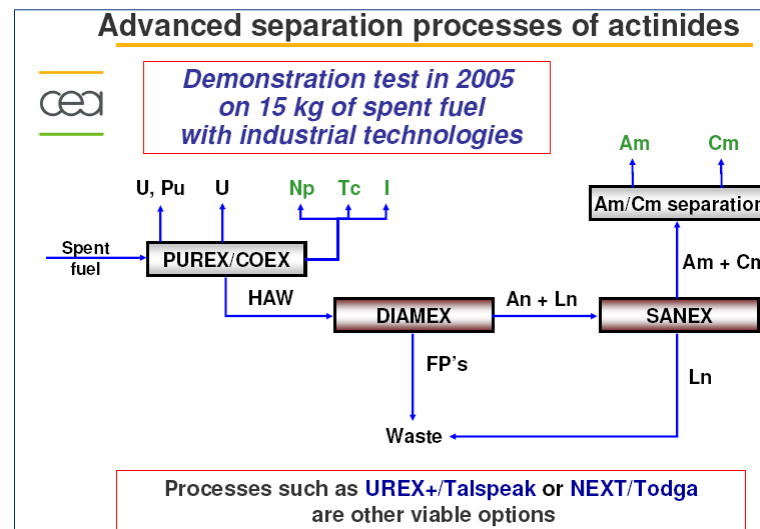 Advanced separation processes of actinides
cea
Demonstration test in 2005
on 15 kg of spent fuel
with industrial technologies
Am Cm
U, Pu U Np Tc I
Am/Cm separation
Spent
fuel
PUREX/COEX
Am + Cm
HAW
An + Ln
DIAMEX
SANEX
FP's
Ln
Waste
Processes such as UREX+/Talspeak or NEXT/Todga
are other viable options